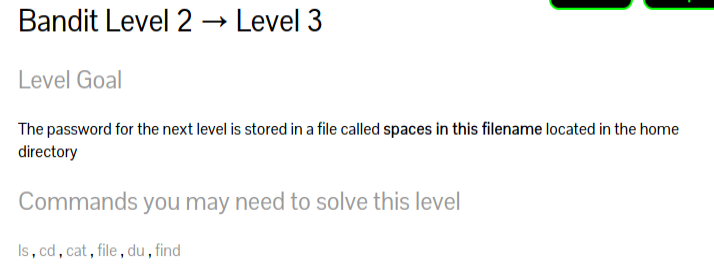 Bandit Level 2 → Level 3
Level Goal
The password for the next level is stored in a file called spaces in this filename located in the home
directory
Commands you may need to solve this level
ls , cd , cat , file , du , find